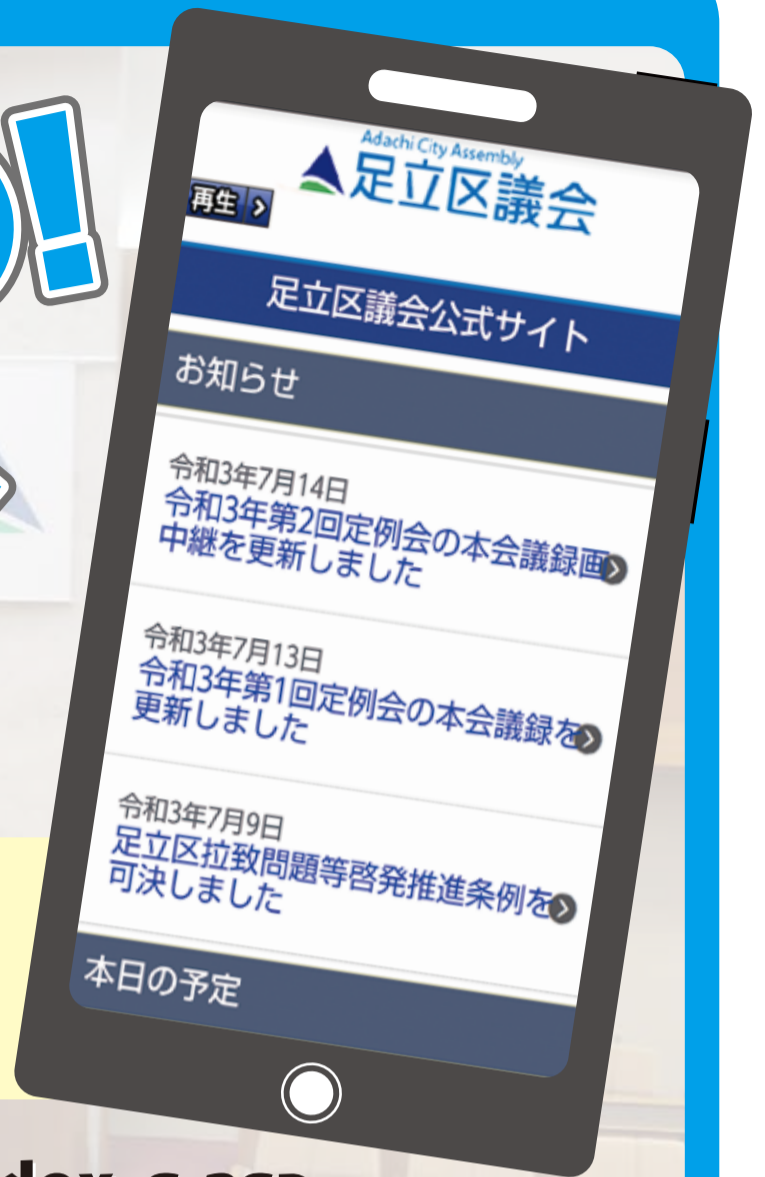 !
Adachi City Assembly
足立区議会
再生
足立区議会公式サイト
お知らせ
令和3年7月14日
令和3年第2回定例会の本会議録画
中継を更新しました
令和3年7月13日
令和3年第1回定例会の本会議録を
更新しました
令和3年7月9日
足立区拉致問題等啓発推進条例を
可決しました
本日の予定